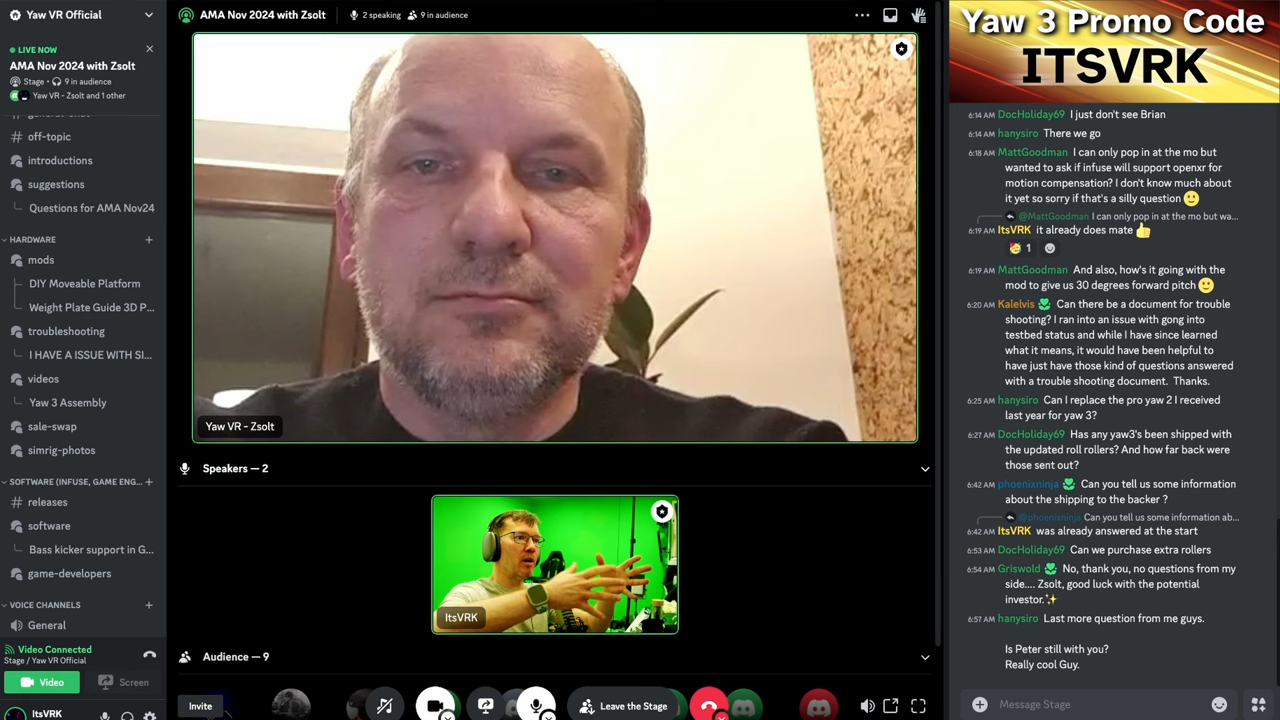 Yaw VR Official
LIVE NOW
AMA Nov 2024 with Zsolt
Stage • 9 in audience
Yaw VR - Zsolt and 1 other
off-topic
introductions
suggestions
Questions for AMA Nov24
HARDWARE
mods
DIY Moveable Platform
Weight Plate Guide 3D P...
troubleshooting
I HAVE A ISSUE WITH SI...
videos
Yaw 3 Assembly
sale-swap
simrig-photos
SOFTWARE (INFUSE, GAME ENG...
releases
software
Bass kicker support in G...
game-developers
VOICE CHANNELS
General
Video Connected
Stage / Yaw VR Official
Video
Screen
ItsVRK
AMA Nov 2024 with Zsolt
2 speaking
9 in audience
Yaw VR - Zsolt
Speakers — 2
ItsVRK
Audience — 9
Invite
Leave the Stage
Yaw 3 Promo Code
ITSVRK
6:14 AM DocHoliday69 I just don't see Brian
6:14 AM hanysiro There we go
6:18 AM MattGoodman I can only pop in at the mo but
wanted to ask if infuse will support openxr for
motion compensation? I don't know much about
it yet so sorry if that's a silly question 🙂
@MattGoodman I can only pop in at the mo but wa...
6:19 AM ItsVRK it already does mate 👍
🥳 1
6:19 AM MattGoodman And also, how's it going with the
mod to give us 30 degrees forward pitch 🙂
6:20 AM Kalelvis Can there be a document for trouble
shooting? I ran into an issue with gong into
testbed status and while I have since learned
what it means, it would have been helpful to
have just have those kind of questions answered
with a trouble shooting document. Thanks.
6:25 AM hanysiro Can I replace the pro yaw 2 I received
last year for yaw 3?
6:27 AM DocHoliday69 Has any yaw3's been shipped with
the updated roll rollers? And how far back were
those sent out?
6:42 AM phoenixninja Can you tell us some information
about the shipping to the backer ?
@phoenixninja Can you tell us some information ab...
6:42 AM ItsVRK was already answered at the start
6:53 AM DocHoliday69 Can we purchase extra rollers
6:54 AM Griswold No, thank you, no questions from my
side.... Zsolt, good luck with the potential
investor.✨
6:57 AM hanysiro Last more question from me guys.
Is Peter still with you?
Really cool Guy.
Message Stage